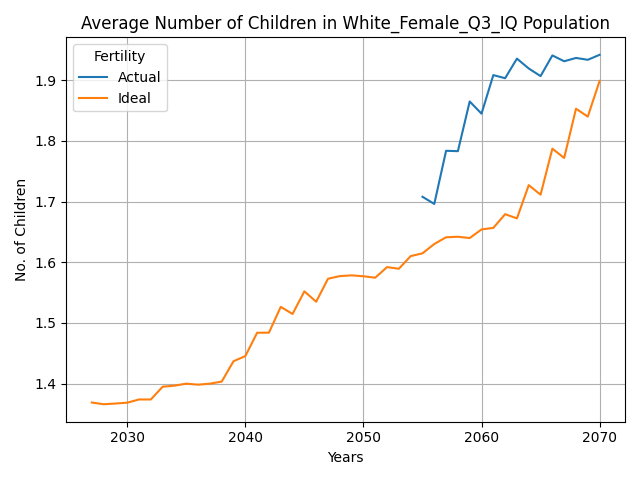 Average Number of Children in White_Female_Q3_IQ Population
Fertility
Actual
Ideal
No. of Children
1.9
1.8
1.7
1.6
1.5
1.4
2030 2040 2050 2060 2070
Years